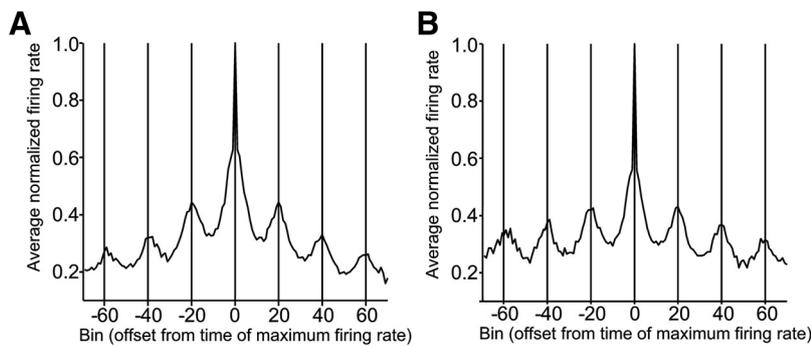 A
Average normalized firing rate
1.0
0.8
0.6
0.4
0.2
-60 -40 -20 0 20 40 60
Bin (offset from time of maximum firing rate)
B
Average normalized firing rate
1.0
0.8
0.6
0.4
0.2
-60 -40 -20 0 20 40 60
Bin (offset from time of maximum firing rate)